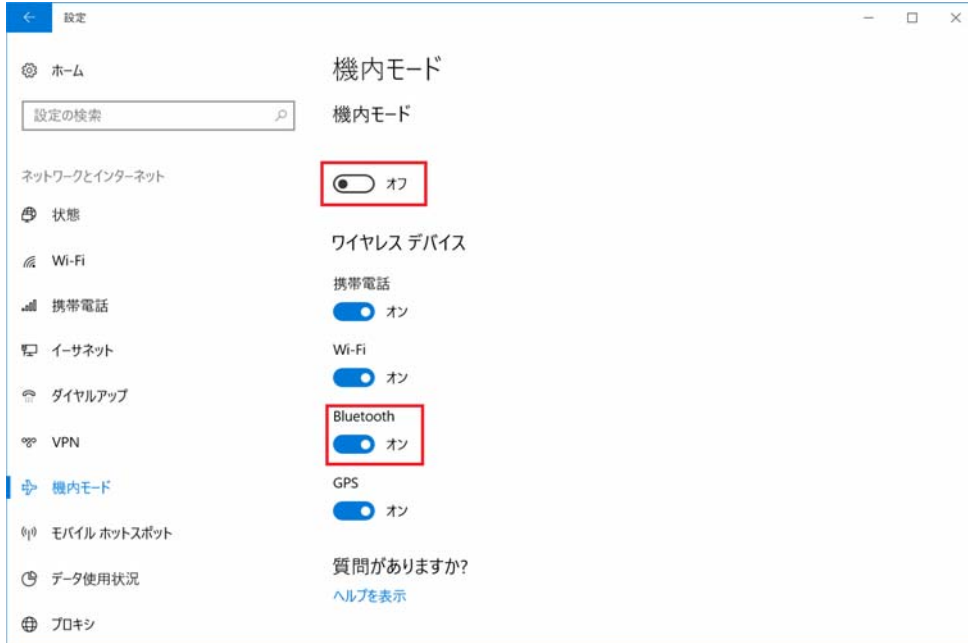 設定
ホーム
設定の検索
ネットワークとインターネット
状態
Wi-Fi
携帯電話
イーサネット
ダイヤルアップ
VPN
機内モード
モバイル ホットスポット
データ使用状況
プロキシ
機内モード
機内モード
オフ
ワイヤレス デバイス
携帯電話
オン
Wi-Fi
オン
Bluetooth
オン
GPS
オン
質問がありますか?
ヘルプを表示